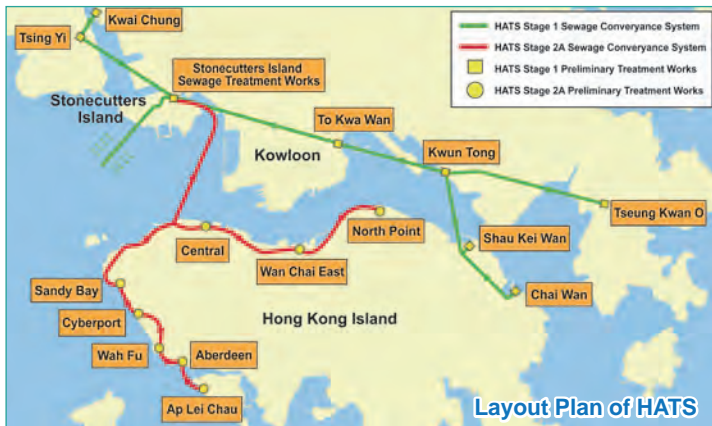 Kwai Chung
Tsing Yi
HATS Stage 1 Sewage Converyance System
HATS Stage 2A Sewage Converyance System
HATS Stage 1 Preliminary Treatment Works
HATS Stage 2A Preliminary Treatment Works
Stonecutters Island
Sewage Treatment Works
Stonecutters
Island
To Kwa Wan
Kowloon
Kwun Tong
Tseung Kwan O
North Point
Shau Kei Wan
Central
Wan Chai East
Chai Wan
Sandy Bay
Cyberport
Hong Kong Island
Wah Fu
Aberdeen
Ap Lei Chau
Layout Plan of HATS